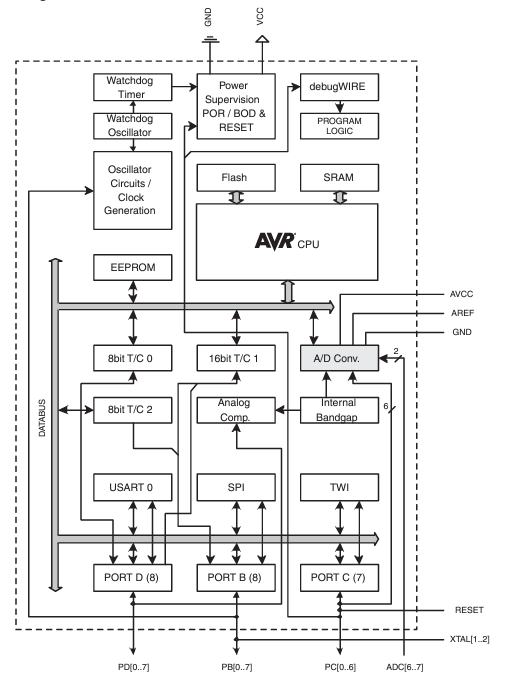 GND
VCC
Watchdog
Timer
Power
Supervision
POR / BOD &
RESET
debugWIRE
Watchdog
Oscillator
PROGRAM
LOGIC
Oscillator
Circuits /
Clock
Generation
Flash
SRAM
AVR CPU
EEPROM
AVCC
AREF
GND
8bit T/C 0
16bit T/C 1
A/D Conv.
2
DATABUS
8bit T/C 2
Analog
Comp.
Internal
Bandgap
6
USART 0
SPI
TWI
PORT D (8)
PORT B (8)
PORT C (7)
RESET
XTAL[1..2]
PD[0..7]
PB[0..7]
PC[0..6]
ADC[6..7]